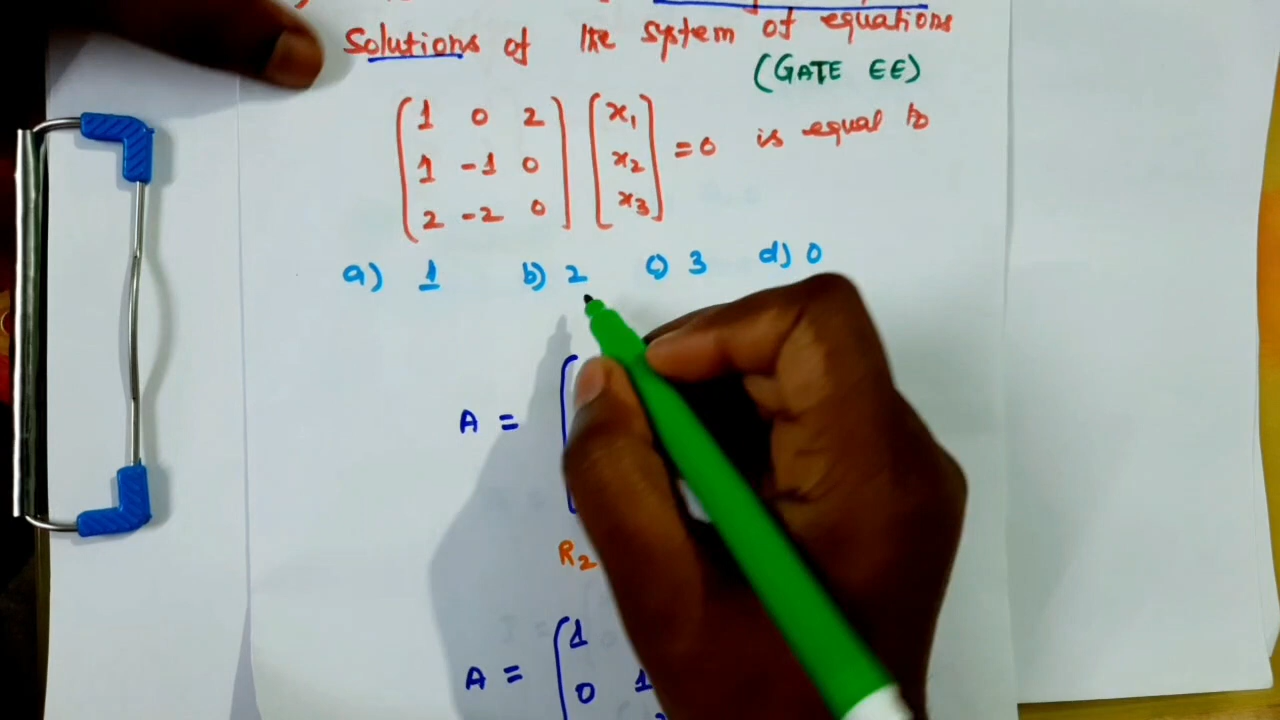 Solutions of the system of equations
(GATE EE)
1 0 2 x1
1 -1 0 x2 = 0 is equal to
2 -2 0 x3
a) 1 b) 2 c) 3 d) 0
A =
R2
1
A = 0 1